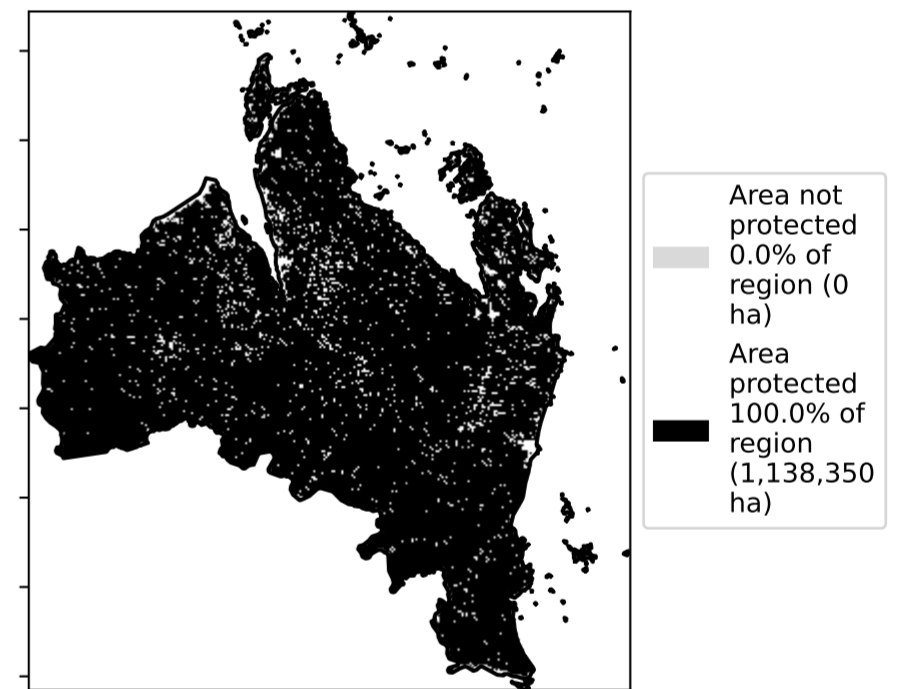 Area not
protected
0.0% of
region (0
ha)
Area
protected
100.0% of
region
(1,138,350
ha)